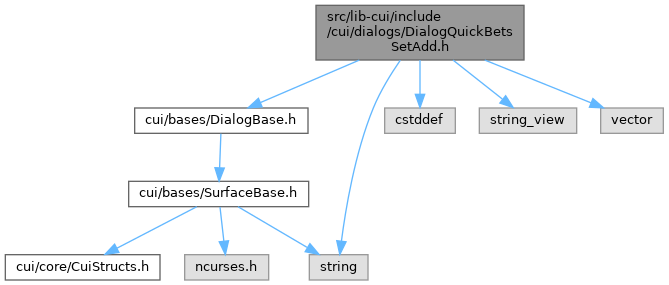 src/lib-cui/include
/cui/dialogs/DialogQuickBets
SetAdd.h
cui/bases/DialogBase.h
cstddef
string_view
vector
cui/bases/SurfaceBase.h
cui/core/CuiStructs.h
ncurses.h
string